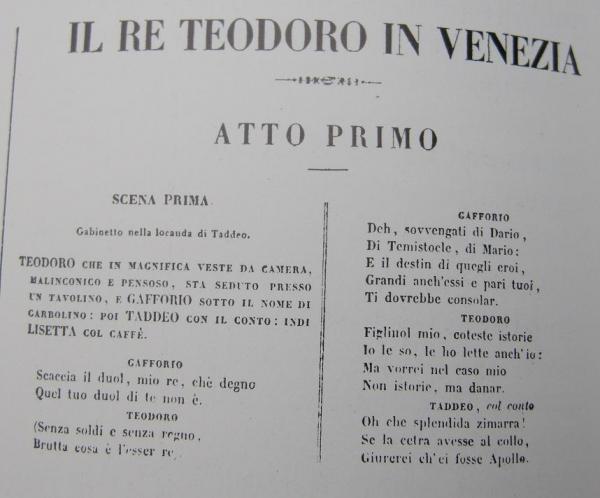 IL RE TEODORO IN VENEZIA
ATTO PRIMO
SCENA PRIMA.
Gabinetto nella locanda di Taddeo.
TEODORO CHE IN MAGNIFICA VESTE DA CAMERA,
MALINCONICO E PENSOSO, STA SEDUTO PRESSO
UN TAVOLINO, E GAFFORIO SOTTO IL NOME DI
GARBOLINO: POI TADDEO CON IL CONTO: INDI
LISETTA COL CAFFÈ.
GAFFORIO
Scaccia il duol, mio re, chè degno
Quel tuo duol di te non è.
TEODORO
(Senza soldi e senza regno,
Brutta cosa è l'esser re
GAFFORIO
Deh, sovvengati di Dario,
Di Temistocle, di Mario:
E il destin di quegli eroi,
Grandi anch'essi e pari tuoi,
Ti dovrebbe consolar.
TEODORO
Figliuol mio, coteste istorie
Io le so, le ho lette anch'io:
Ma vorrei nel caso mio
Non istorie, ma danar.
TADDEO, col conto
Oh che splendida zimarra!
Se la cetra avesse al collo,
Giurerei ch'ei fosse Apollo.